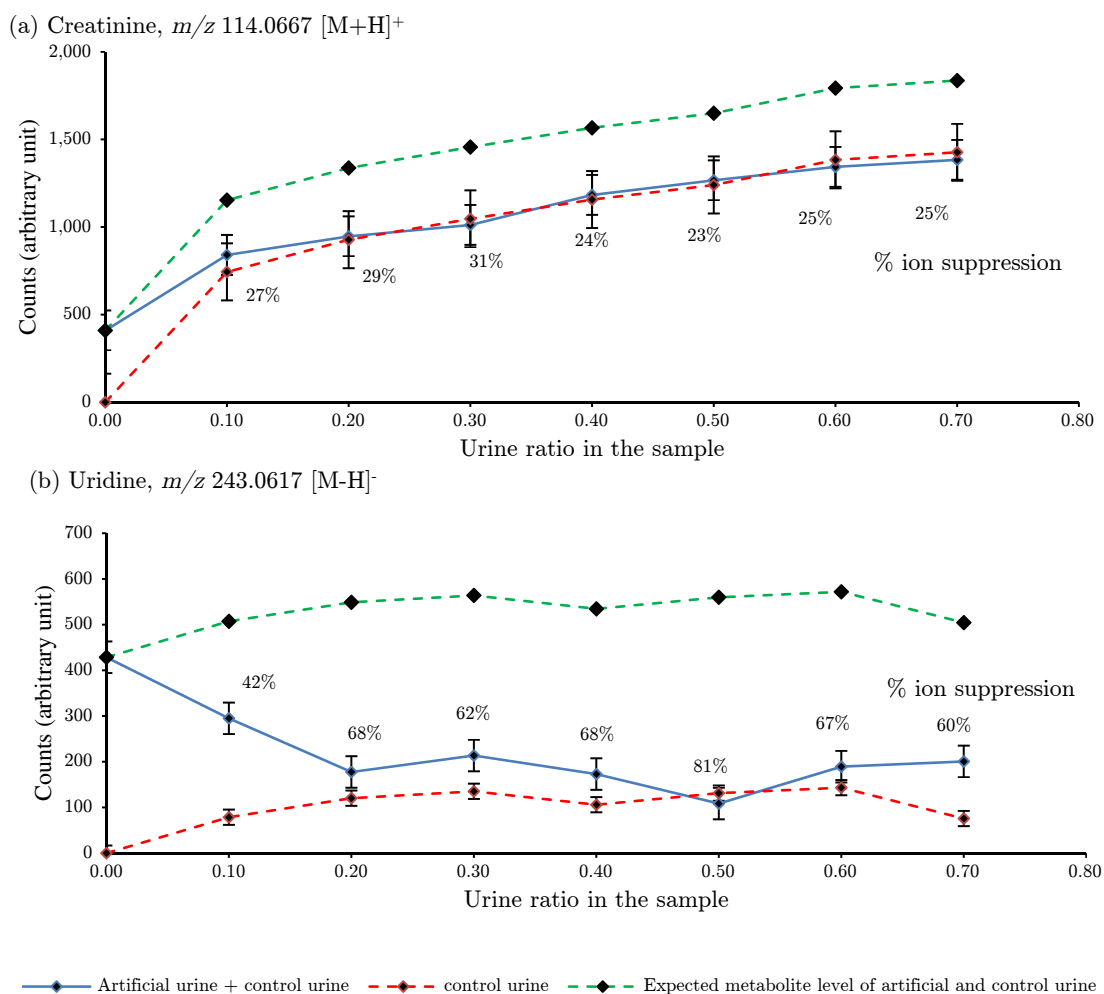 (a) Creatinine, m/z 114.0667 [M+H]+
2,000
1,500
1,000
500
0
Counts (arbitrary unit)
27%
29%
31%
24%
23%
25%
25%
% ion suppression
0.00 0.10 0.20 0.30 0.40 0.50 0.60 0.70 0.80
Urine ratio in the sample
(b) Uridine, m/z 243.0617 [M-H]-
700
600
500
400
300
200
100
0
Counts (arbitrary unit)
42%
68%
62%
68%
81%
67%
60%
% ion suppression
0.00 0.10 0.20 0.30 0.40 0.50 0.60 0.70 0.80
Urine ratio in the sample
Artificial urine + control urine control urine Expected metabolite level of artificial and control urine